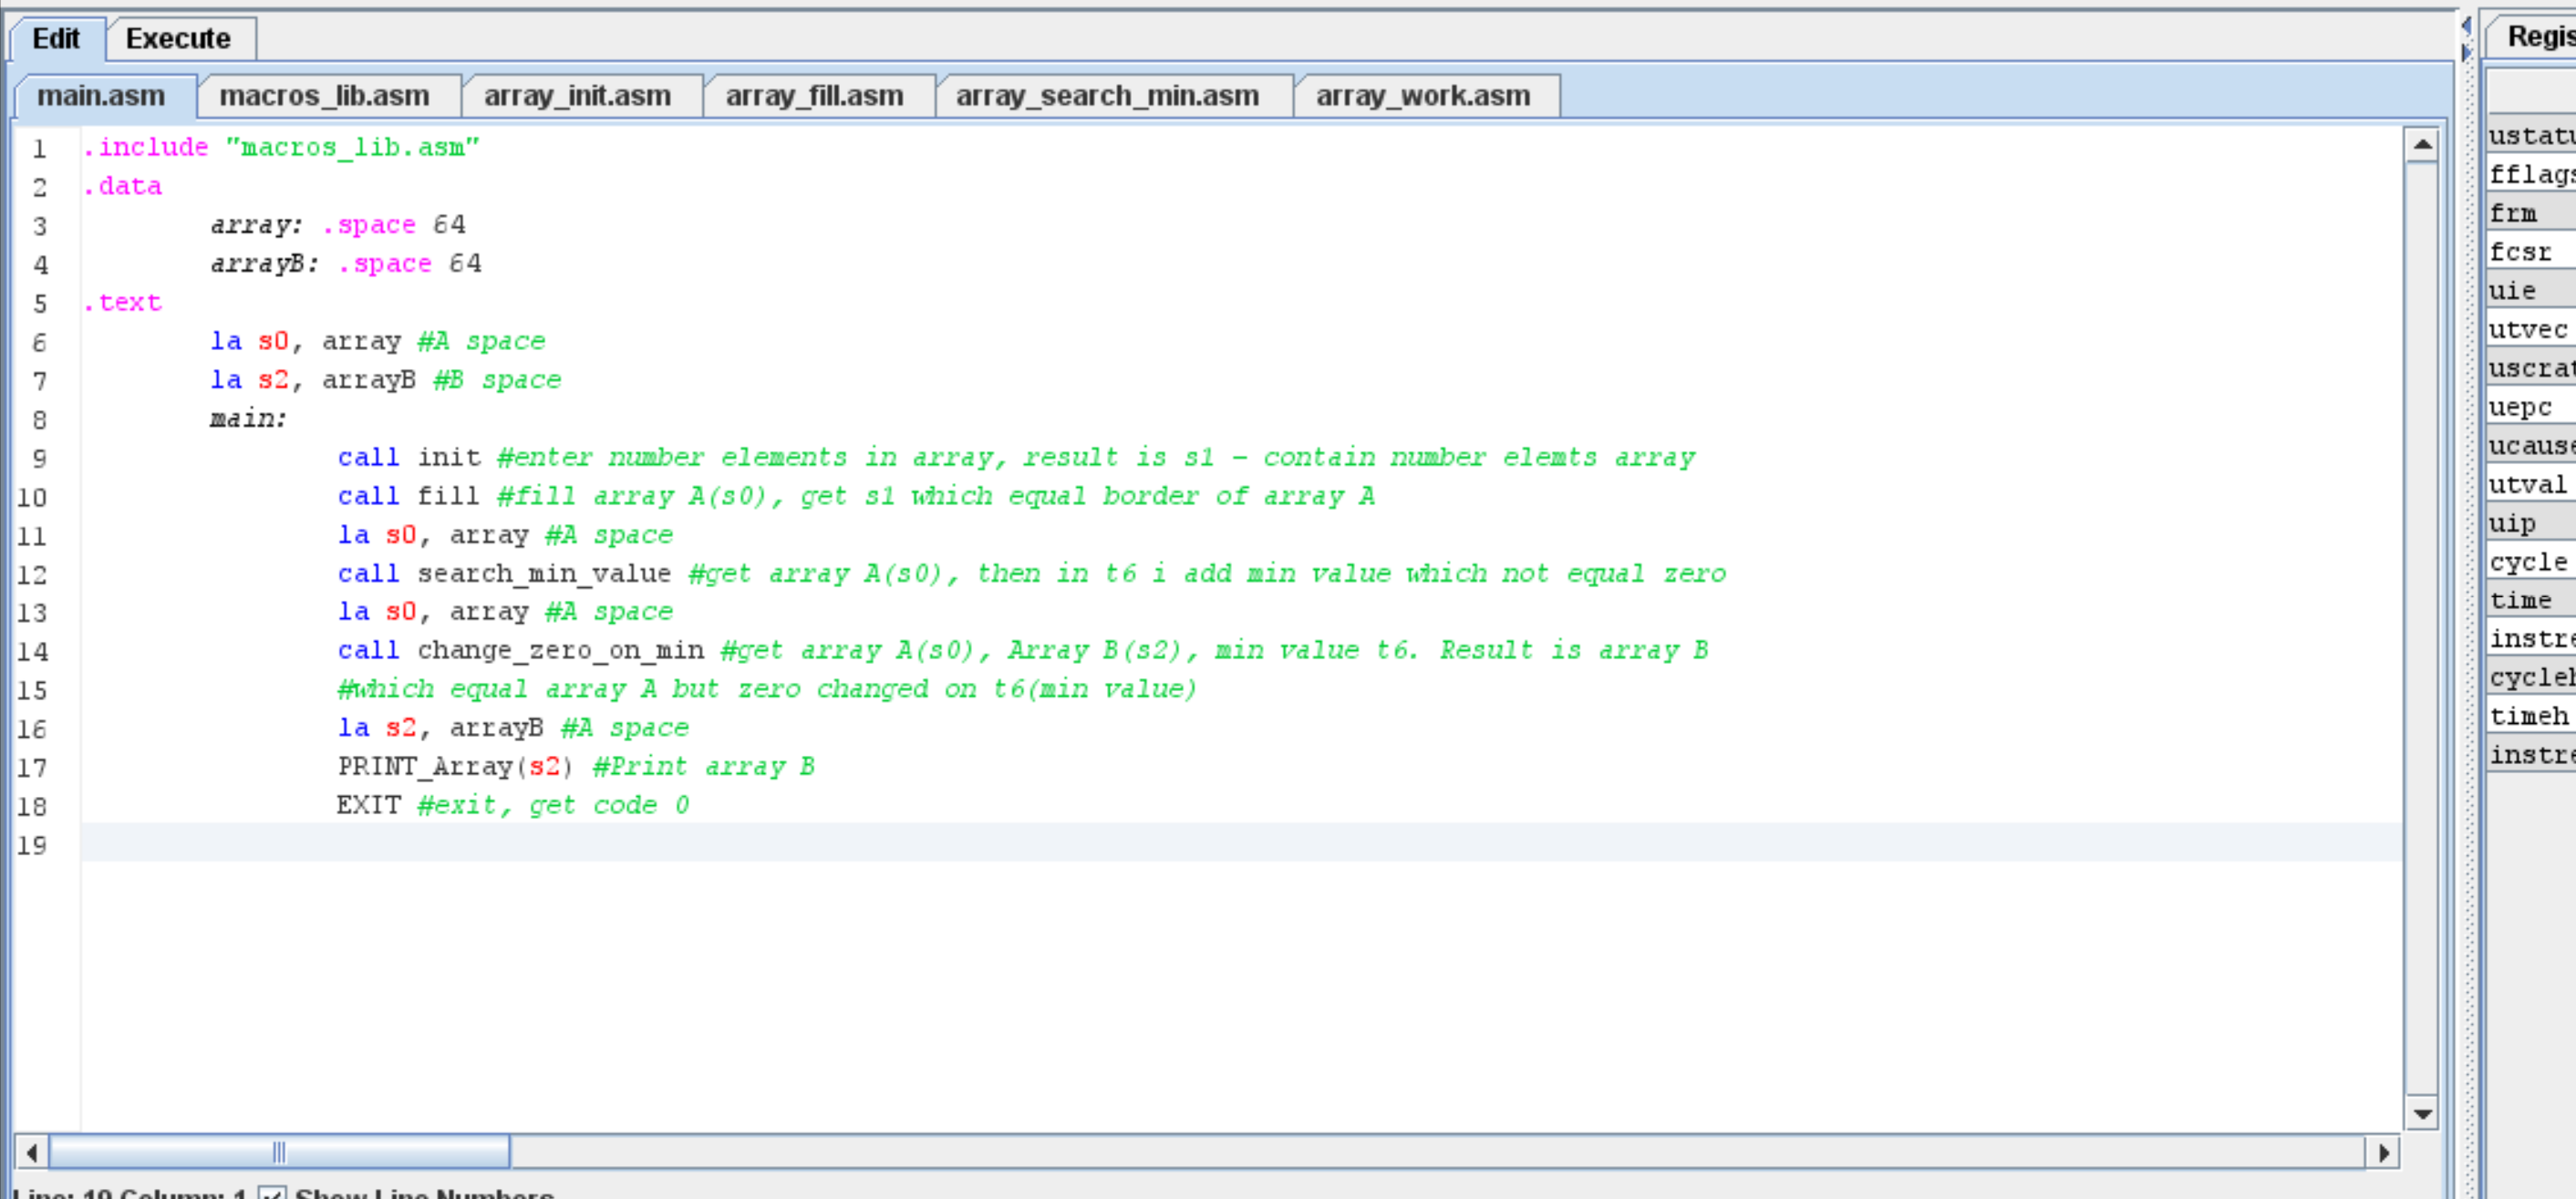 Edit Execute
Regis
main.asm macros_lib.asm array_init.asm array_fill.asm array_search_min.asm array_work.asm
1 .include "macros_lib.asm"
2 .data
3 array: .space 64
4 arrayB: .space 64
5 .text
6 la s0, array #A space
7 la s2, arrayB #B space
8 main:
9 call init #enter number elements in array, result is s1 - contain number elemts array
10 call fill #fill array A(s0), get s1 which equal border of array A
11 la s0, array #A space
12 call search_min_value #get array A(s0), then in t6 i add min value which not equal zero
13 la s0, array #A space
14 call change_zero_on_min #get array A(s0), Array B(s2), min value t6. Result is array B
15 #which equal array A but zero changed on t6(min value)
16 la s2, arrayB #A space
17 PRINT_Array(s2) #Print array B
18 EXIT #exit, get code 0
19
ustatu
fflags
frm
fcsr
uie
utvec
uscrat
uepc
ucause
utval
uip
cycle
time
instre
cycleh
timeh
instre
Line: 19 Column: 1 Show Line Numbers